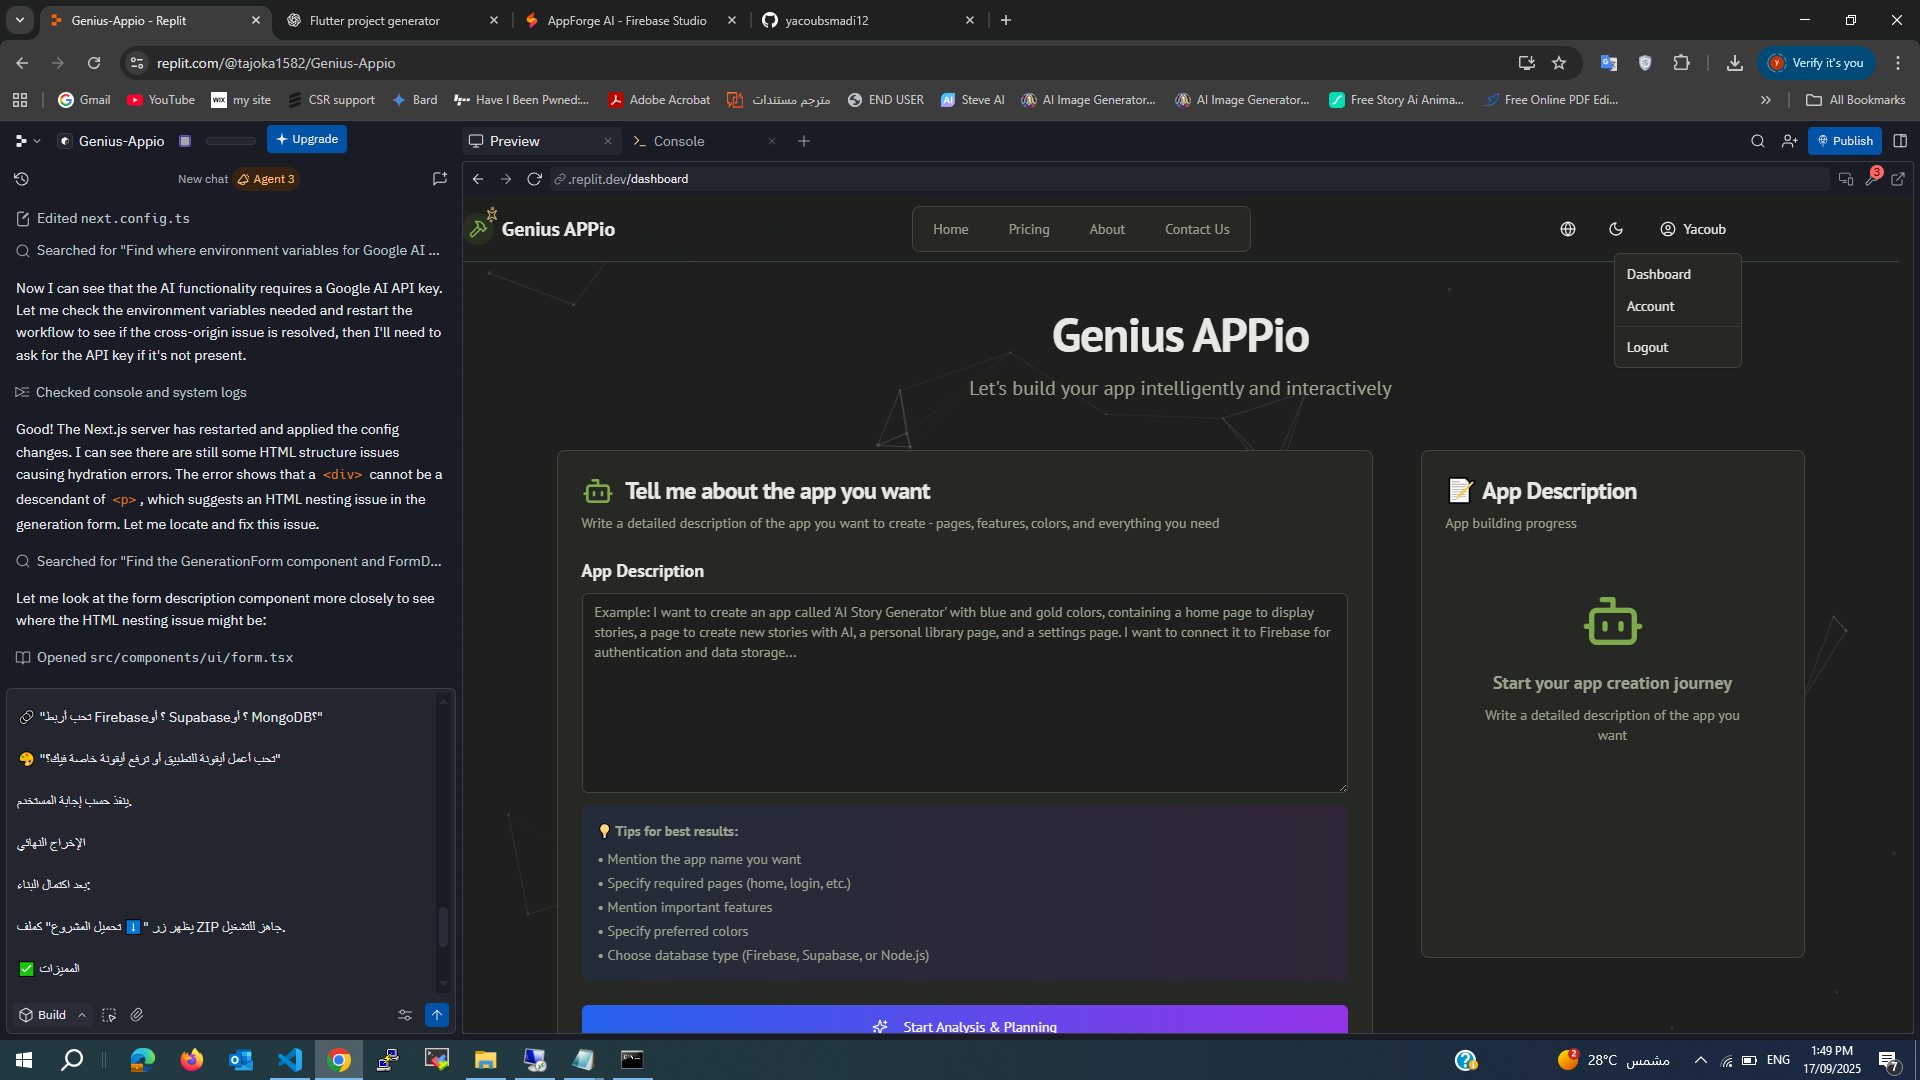 Genius-Appio - Replit
Flutter project generator
AppForge AI - Firebase Studio
yacoubsmadi12
replit.com/@tajoka1582/Genius-Appio
Verify it's you
Gmail
YouTube
my site
CSR support
Bard
Have I Been Pwned:...
Adobe Acrobat
مترجم مستندات
END USER
Steve AI
AI Image Generator...
AI Image Generator...
Free Story Ai Anima...
Free Online PDF Edi...
All Bookmarks
Genius-Appio
Upgrade
Preview
Console
Publish
New chat
Agent 3
.replit.dev/dashboard
3
Edited next.config.ts
Searched for "Find where environment variables for Google AI ...
Now I can see that the AI functionality requires a Google AI API key.
Let me check the environment variables needed and restart the
workflow to see if the cross-origin issue is resolved, then I'll need to
ask for the API key if it's not present.
Checked console and system logs
Good! The Next.js server has restarted and applied the config
changes. I can see there are still some HTML structure issues
causing hydration errors. The error shows that a <div> cannot be a
descendant of <p>, which suggests an HTML nesting issue in the
generation form. Let me locate and fix this issue.
Searched for "Find the GenerationForm component and FormD...
Let me look at the form description component more closely to see
where the HTML nesting issue might be:
Opened src/components/ui/form.tsx
🔗 "تحب أربط Firebase؟ أو Supabase؟ أو MongoDB؟"
🎨 "تحب أعمل أيقونة للتطبيق أو ترفع أيقونة خاصة فيك؟"
ينفذ حسب إجابة المستخدم.
الإخراج النهائي
بعد اكتمال البناء:
يظهر زر "⬇️ تحميل المشروع" كملف ZIP جاهز للتشغيل.
✅ المميزات
Build
Genius APPio
Home
Pricing
About
Contact Us
Yacoub
Dashboard
Account
Logout
Genius APPio
Let's build your app intelligently and interactively
Tell me about the app you want
Write a detailed description of the app you want to create - pages, features, colors, and everything you need
App Description
Example: I want to create an app called 'AI Story Generator' with blue and gold colors, containing a home page to display
stories, a page to create new stories with AI, a personal library page, and a settings page. I want to connect it to Firebase for
authentication and data storage...
💡 Tips for best results:
• Mention the app name you want
• Specify required pages (home, login, etc.)
• Mention important features
• Specify preferred colors
• Choose database type (Firebase, Supabase, or Node.js)
Start Analysis & Planning
📝 App Description
App building progress
Start your app creation journey
Write a detailed description of the app you
want
2
28°C مشمس
ENG
1:49 PM
17/09/2025
7